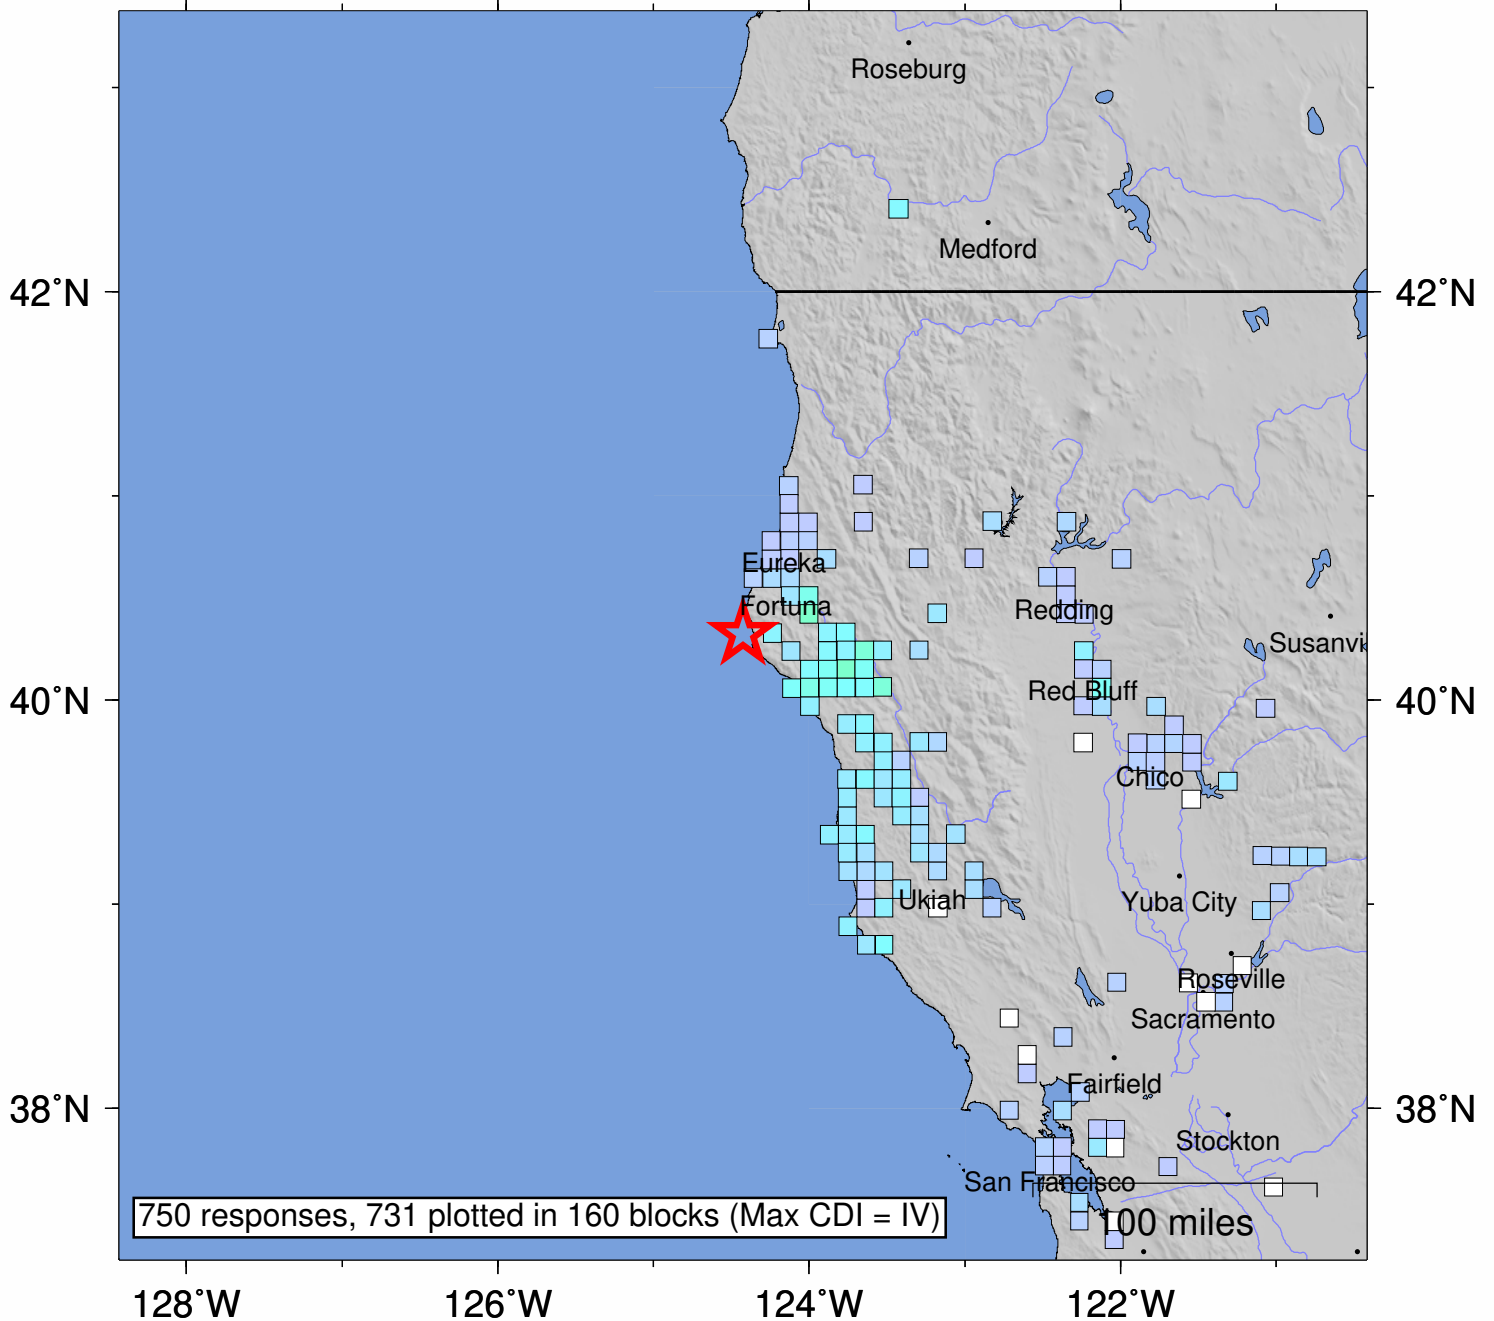 Roseburg
Medford
42°N
42°N
Eureka
Fortuna
Redding
Susanvi
Red Bluff
40°N
40°N
Chico
Ukiah
Yuba City
Roseville
Sacramento
Fairfield
38°N
38°N
Stockton
San Francisco
750 responses, 731 plotted in 160 blocks (Max CDI = IV)
100 miles
128°W
126°W
124°W
122°W